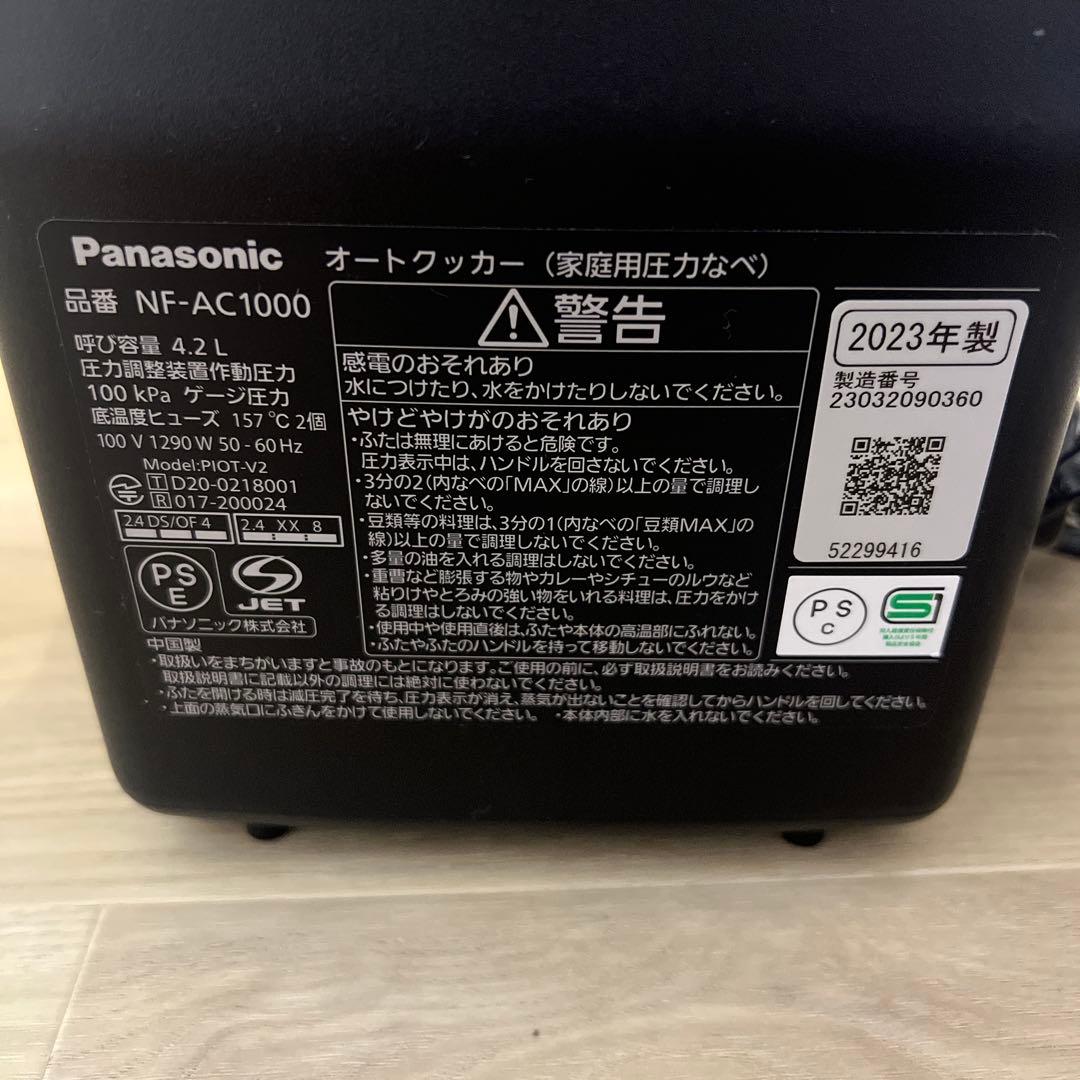 Panasonic オートクッカー（家庭用圧力なべ）
品番 NF-AC1000
呼び容量 4.2 L
圧力調整装置作動圧力
100 kPa ゲージ圧力
底温度ヒューズ 157 ℃ 2個
100 V 1290 W 50 - 60 Hz
Model:PIOT-V2
T D20-0218001
R 017-200024
2.4 DS/OF 4 2.4 XX 8
PS
E
JET
パナソニック株式会社
中国製
警告
感電のおそれあり
水につけたり、水をかけたりしないでください。
やけどやけがのおそれあり
・ふたは無理にあけると危険です。
圧力表示中は、ハンドルを回さないでください。
・3分の2(内なべの「MAX」の線)以上の量で調理し
ないでください。
・豆類等の料理は、3分の1(内なべの「豆類MAX」の
線)以上の量で調理しないでください。
・多量の油を入れる調理はしないでください。
・重曹など膨張する物やカレーやシチューのルウなど
粘りけやとろみの強い物をいれる料理は、圧力をかけ
る調理はしないでください。
・使用中や使用直後は、ふたや本体の高温部にふれない。
・ふたやふたのハンドルを持って移動しないでください。
・取扱いをまちがいますと事故のもとになります。ご使用の前に、必ず取扱説明書をお読みください。
取扱説明書に記載以外の調理には絶対に使わないでください。
・ふたを開ける時は減圧完了を待ち、圧力表示が消え、蒸気が出ないことを確認してからハンドルを回してください。
・上面の蒸気口にふきんをかけて使用しないでください。 ・本体内部に水を入れないでください。
2023年製
製造番号
23032090360
52299416
PS
C
S1